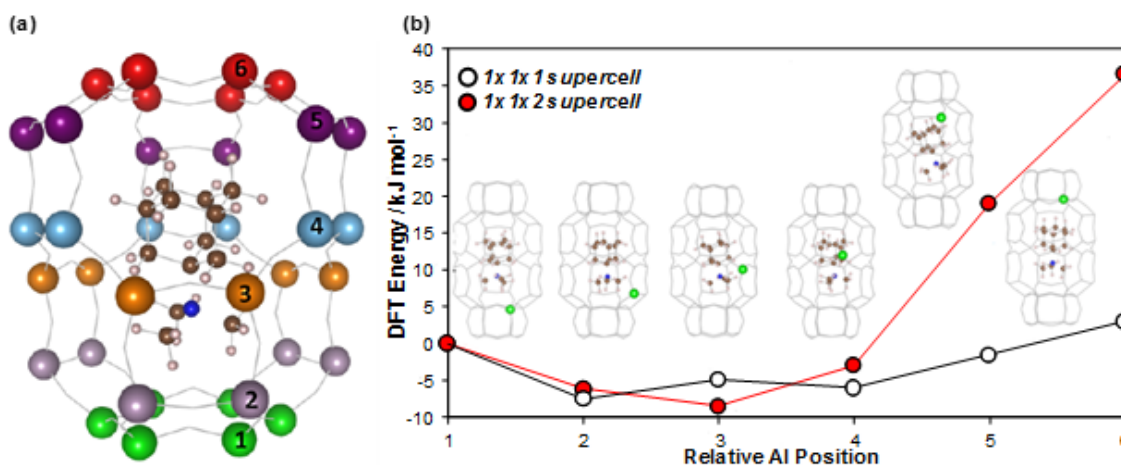 (a)
6
5
4
3
2
1
(b)
DFT Energy / kJ mol⁻¹
40
35
30
25
20
15
10
5
0
-5
-10
1x 1x 1 supercell
1x 1x 2 supercell
1 2 3 4 5
Relative Al Position